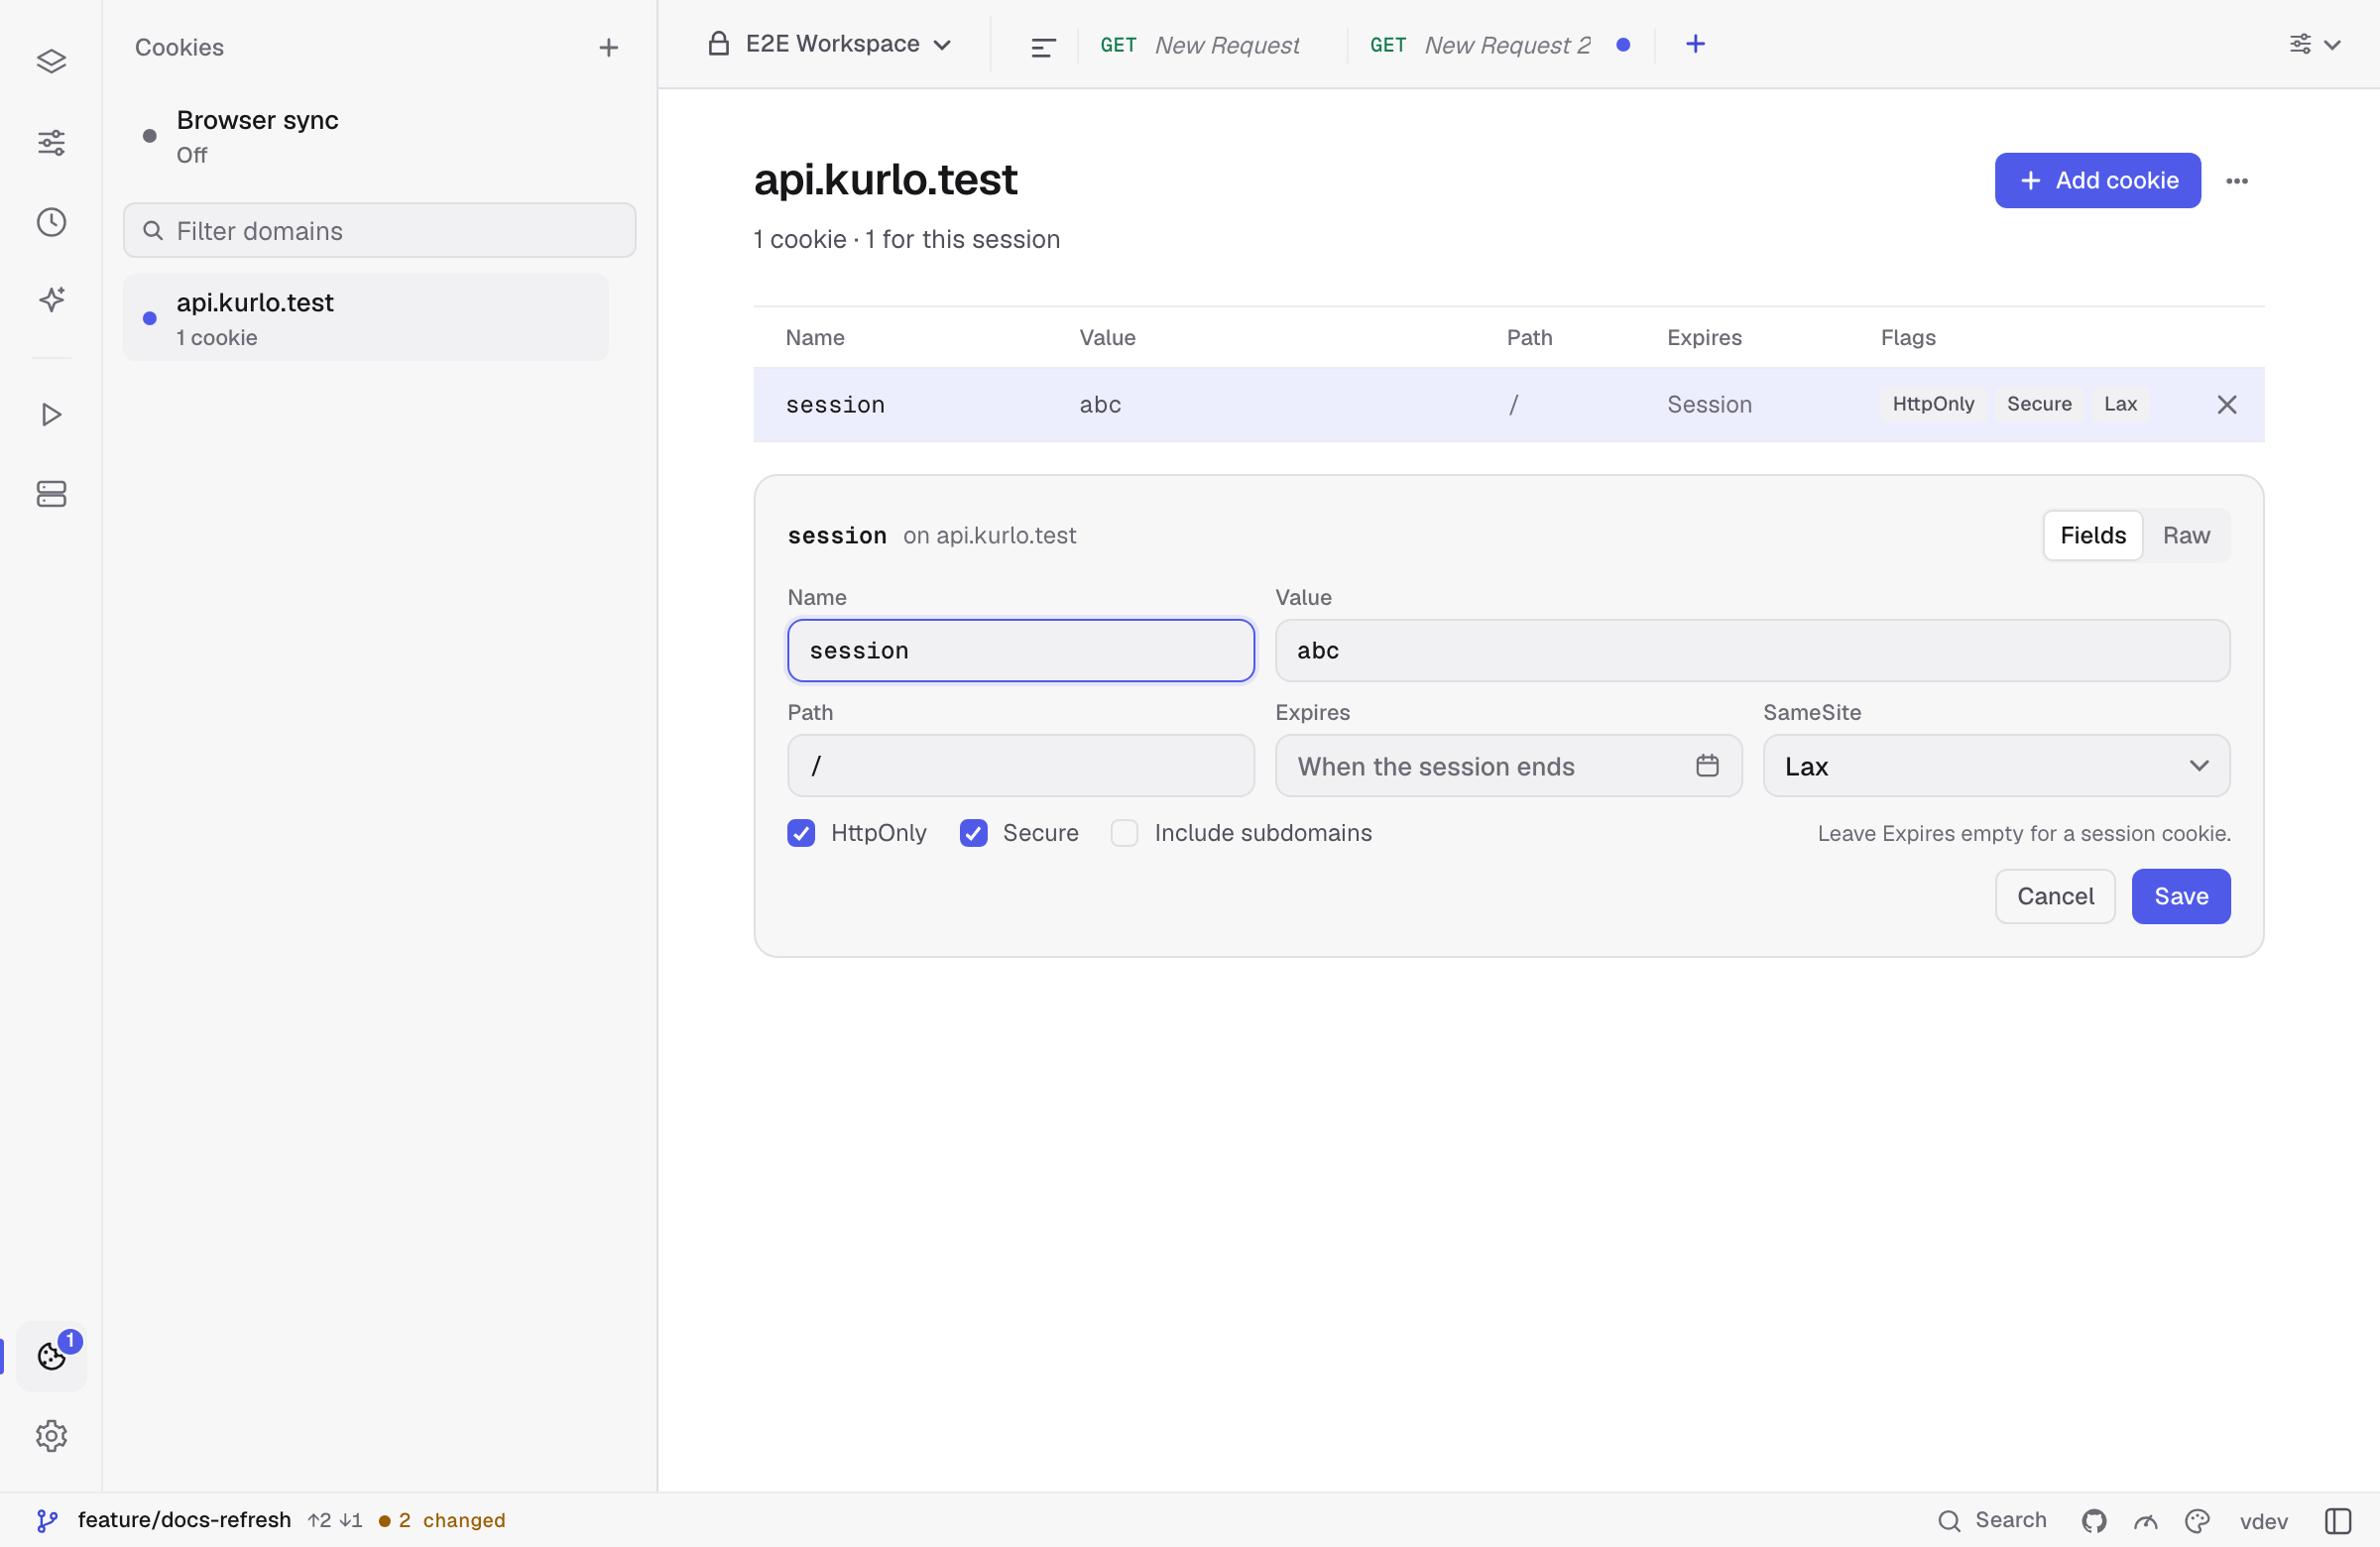 Cookies
Browser sync
Off
Filter domains
api.kurlo.test
1 cookie
E2E Workspace
GET New Request
GET New Request 2
api.kurlo.test
1 cookie · 1 for this session
Add cookie
Name Value Path Expires Flags
session abc / Session HttpOnly Secure Lax
session on api.kurlo.test
Fields Raw
Name Value
session abc
Path Expires SameSite
/ When the session ends Lax
HttpOnly Secure Include subdomains Leave Expires empty for a session cookie.
Cancel Save
1
feature/docs-refresh ↑2 ↓1 2 changed
Search vdev